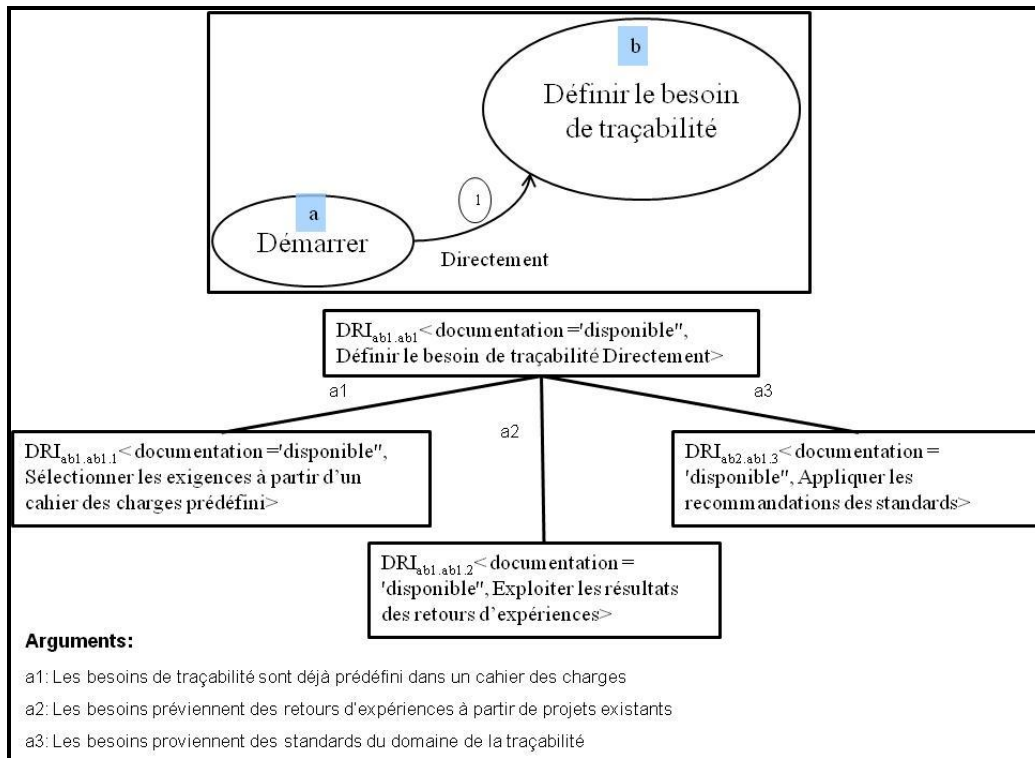 b
Définir le besoin
de traçabilité
1
a
Démarrer
Directement
DRIab1.ab1<documentation ='disponible",
Définir le besoin de traçabilité Directement>
a1
a2
a3
DRIab1.ab1.1<documentation ='disponible",
Sélectionner les exigences à partir d'un
cahier des charges prédéfini>
DRIab2.ab1.3<documentation =
'disponible", Appliquer les
recommandations des standards>
DRIab1.ab1.2<documentation =
'disponible", Exploiter les résultats
des retours d'expériences>
Arguments:
a1: Les besoins de traçabilité sont déjà prédéfini dans un cahier des charges
a2: Les besoins préviennent des retours d'expériences à partir de projets existants
a3: Les besoins proviennent des standards du domaine de la traçabilité